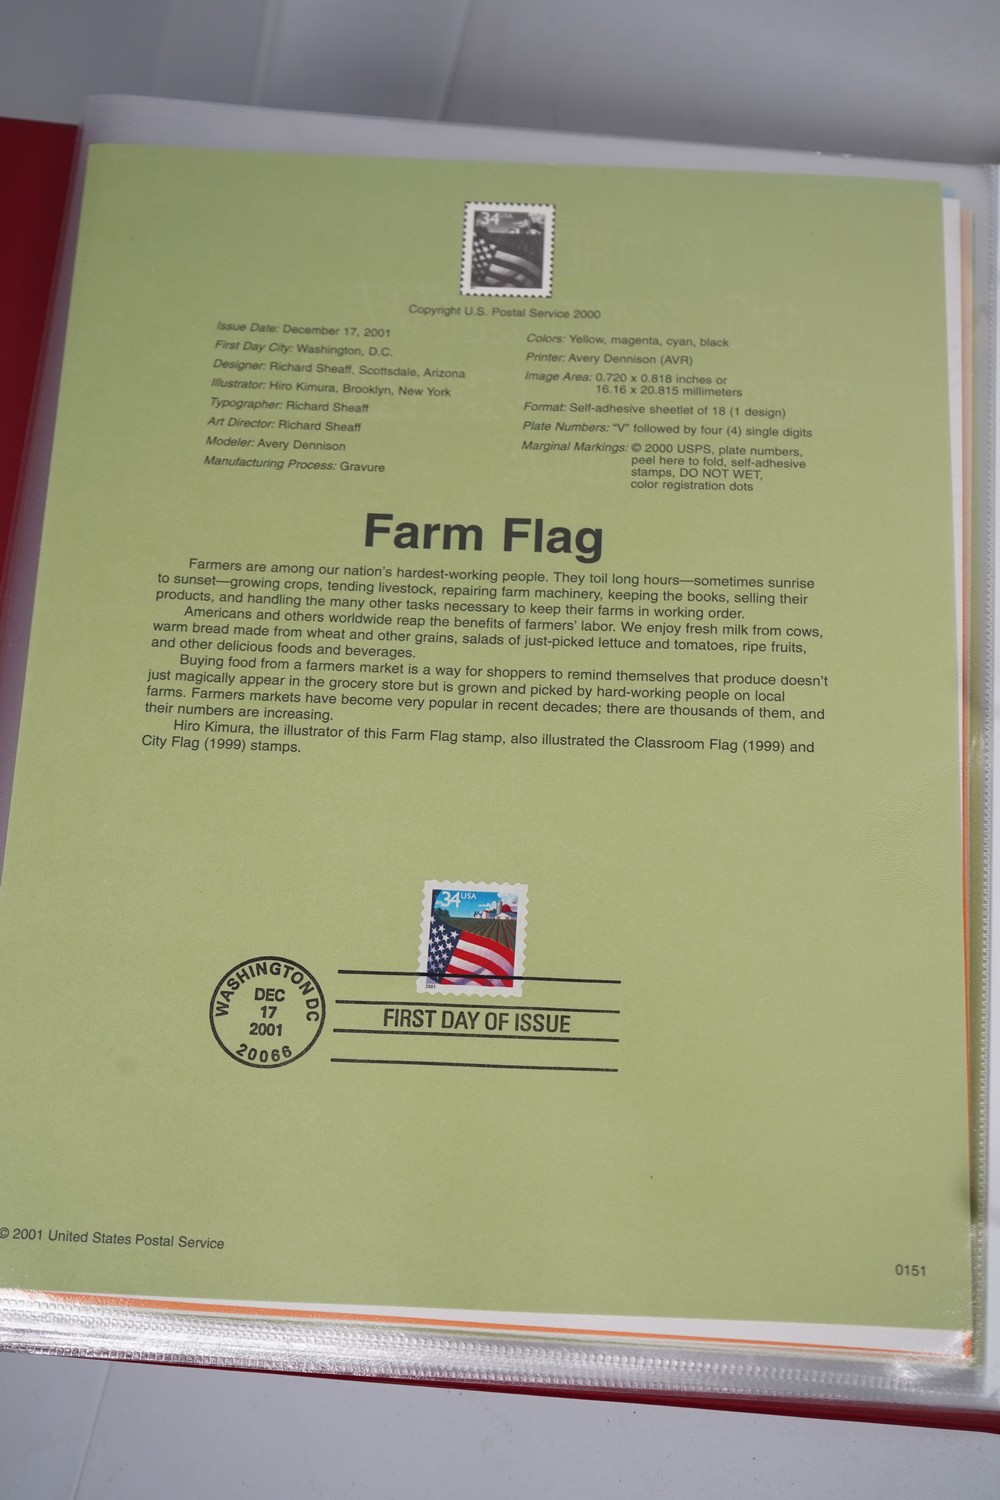 34 USA
Copyright U.S. Postal Service 2000
Issue Date: December 17, 2001
First Day City: Washington, D.C.
Designer: Richard Sheaff, Scottsdale, Arizona
Illustrator: Hiro Kimura, Brooklyn, New York
Typographer: Richard Sheaff
Art Director: Richard Sheaff
Modeler: Avery Dennison
Manufacturing Process: Gravure
Colors: Yellow, magenta, cyan, black
Printer: Avery Dennison (AVR)
Image Area: 0.720 x 0.818 inches or
16.16 x 20.815 millimeters
Format: Self-adhesive sheetlet of 18 (1 design)
Plate Numbers: "V" followed by four (4) single digits
Marginal Markings: © 2000 USPS, plate numbers,
peel here to fold, self-adhesive
stamps, DO NOT WET,
color registration dots
Farm Flag
Farmers are among our nation's hardest-working people. They toil long hours—sometimes sunrise
to sunset—growing crops, tending livestock, repairing farm machinery, keeping the books, selling their
products, and handling the many other tasks necessary to keep their farms in working order.
Americans and others worldwide reap the benefits of farmers' labor. We enjoy fresh milk from cows,
warm bread made from wheat and other grains, salads of just-picked lettuce and tomatoes, ripe fruits,
and other delicious foods and beverages.
Buying food from a farmers market is a way for shoppers to remind themselves that produce doesn't
just magically appear in the grocery store but is grown and picked by hard-working people on local
farms. Farmers markets have become very popular in recent decades; there are thousands of them, and
their numbers are increasing.
Hiro Kimura, the illustrator of this Farm Flag stamp, also illustrated the Classroom Flag (1999) and
City Flag (1999) stamps.
34 USA
2001
WASHINGTON DC
DEC
17
2001
20066
FIRST DAY OF ISSUE
© 2001 United States Postal Service
0151